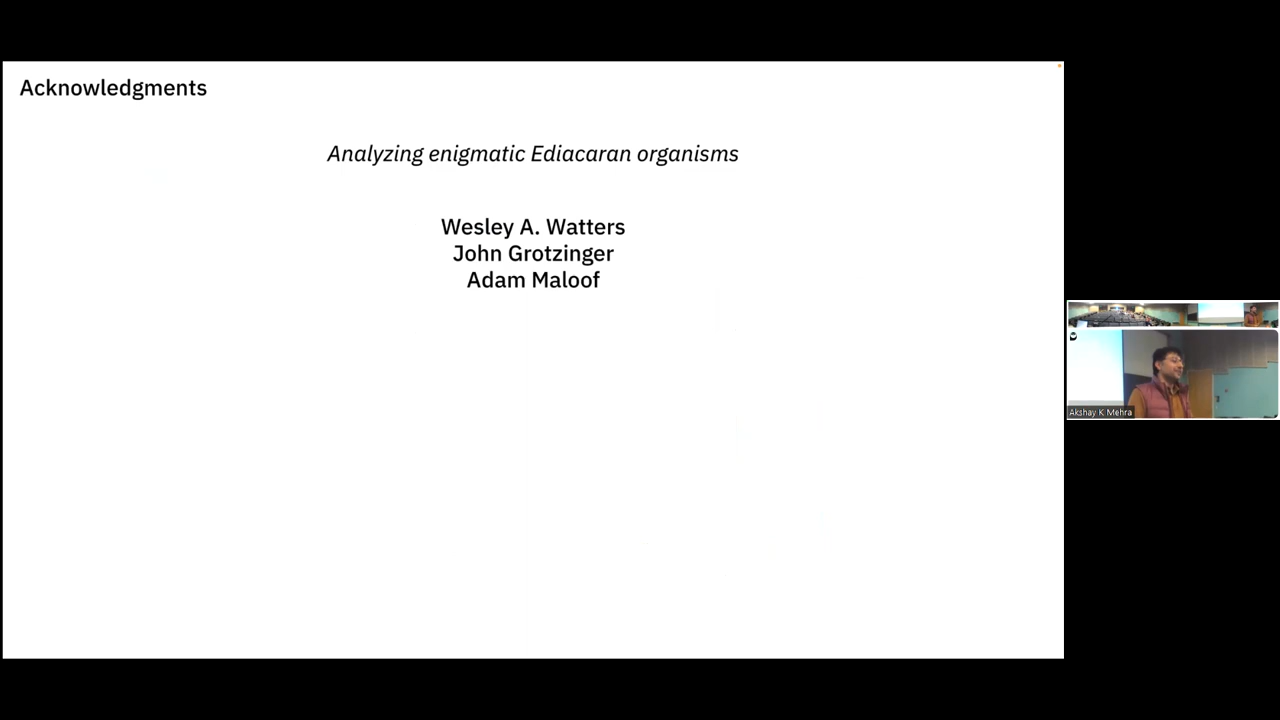 Acknowledgments
Analyzing enigmatic Ediacaran organisms
Wesley A. Watters
John Grotzinger
Adam Maloof
Akshay K Mehra